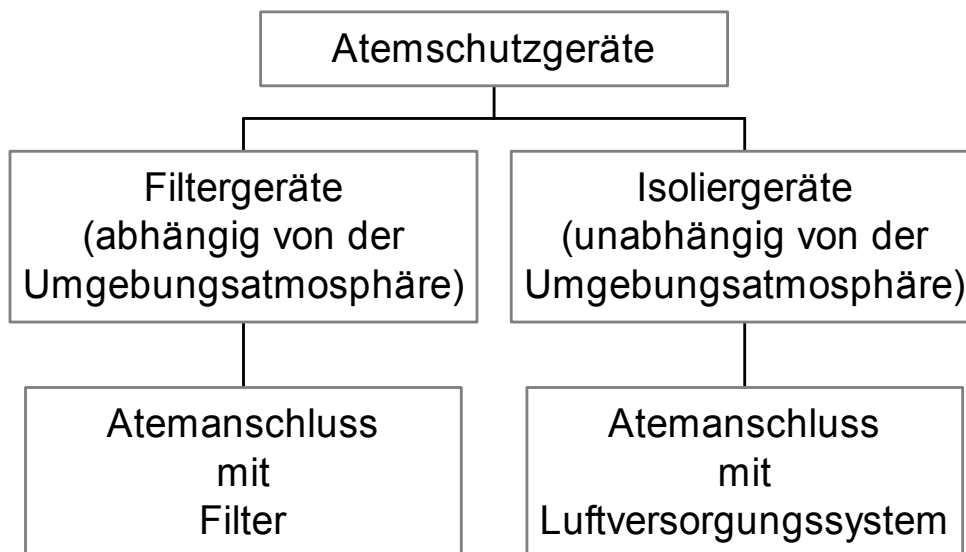 Atemschutzgeräte
Filtergeräte
(abhängig von der
Umgebungsatmosphäre)
Isoliergeräte
(unabhängig von der
Umgebungsatmosphäre)
Atemanschluss
mit
Filter
Atemanschluss
mit
Luftversorgungssystem